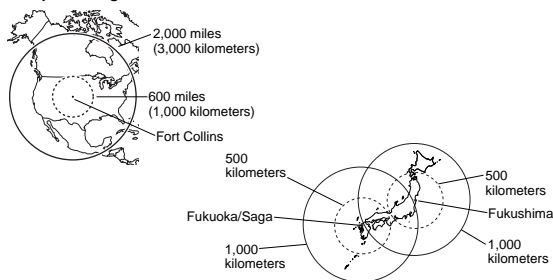 2,000 miles
(3,000 kilometers)
600 miles
(1,000 kilometers)
Fort Collins
500
kilometers
500
kilometers
Fukuoka/Saga
Fukushima
1,000
kilometers
1,000
kilometers